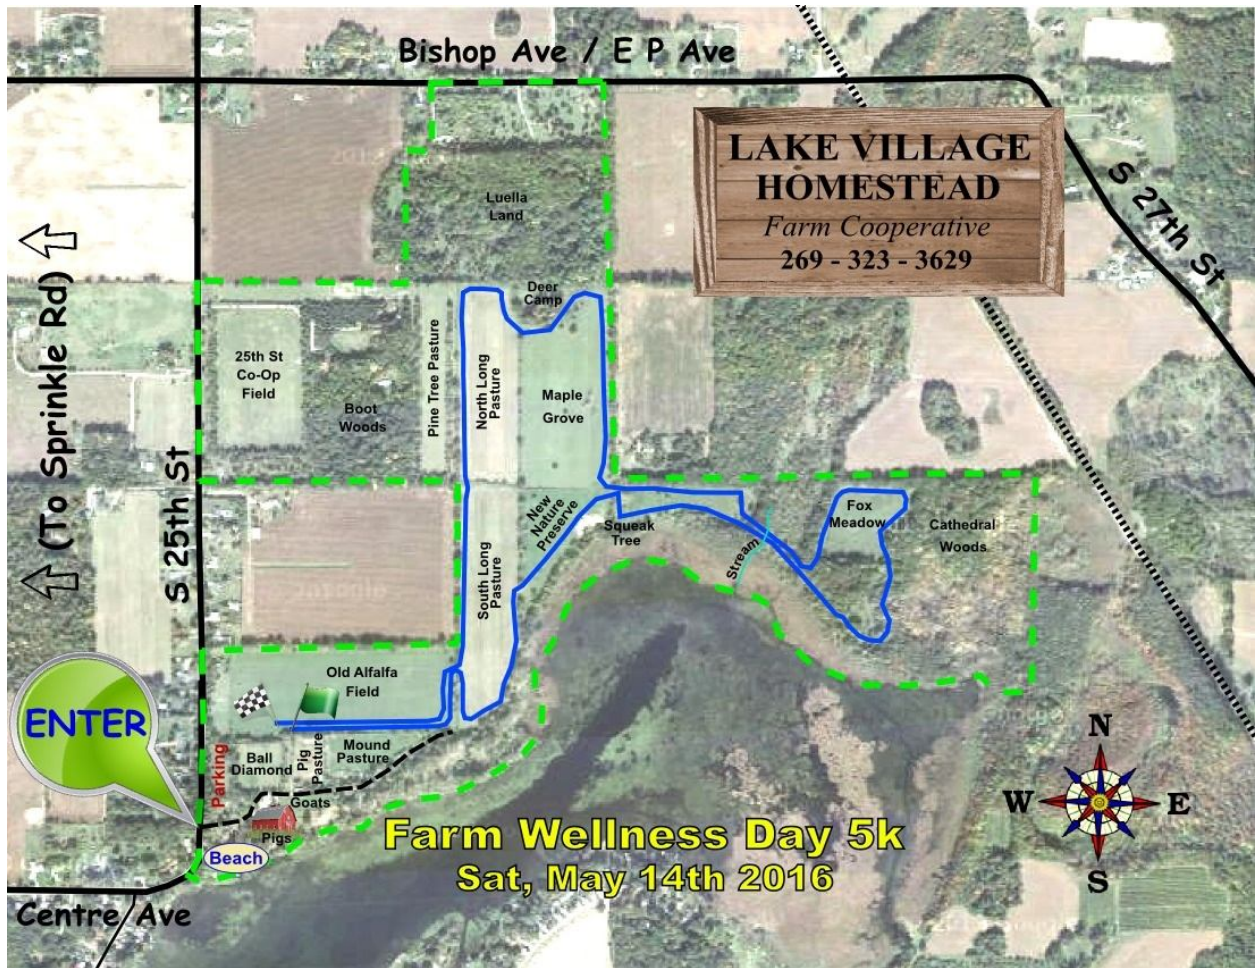 Bishop Ave / E P Ave
LAKE VILLAGE
HOMESTEAD
Farm Cooperative
269 - 323 - 3629
S 27th St
(To Sprinkle Rd)
S 25th St
Luella
Land
Deer
Camp
25th St
Co-Op
Field
Boot
Woods
Pine Tree Pasture
North Long
Pasture
Maple
Grove
New
Nature
Preserve
South Long
Pasture
Squeak
Tree
Stream
Fox
Meadow
Cathedral
Woods
Old Alfalfa
Field
ENTER
Parking
Ball
Diamond
Pig
Pasture
Mound
Pasture
Goats
Pigs
Beach
Farm Wellness Day 5k
Sat, May 14th 2016
N
W
E
S
Centre Ave